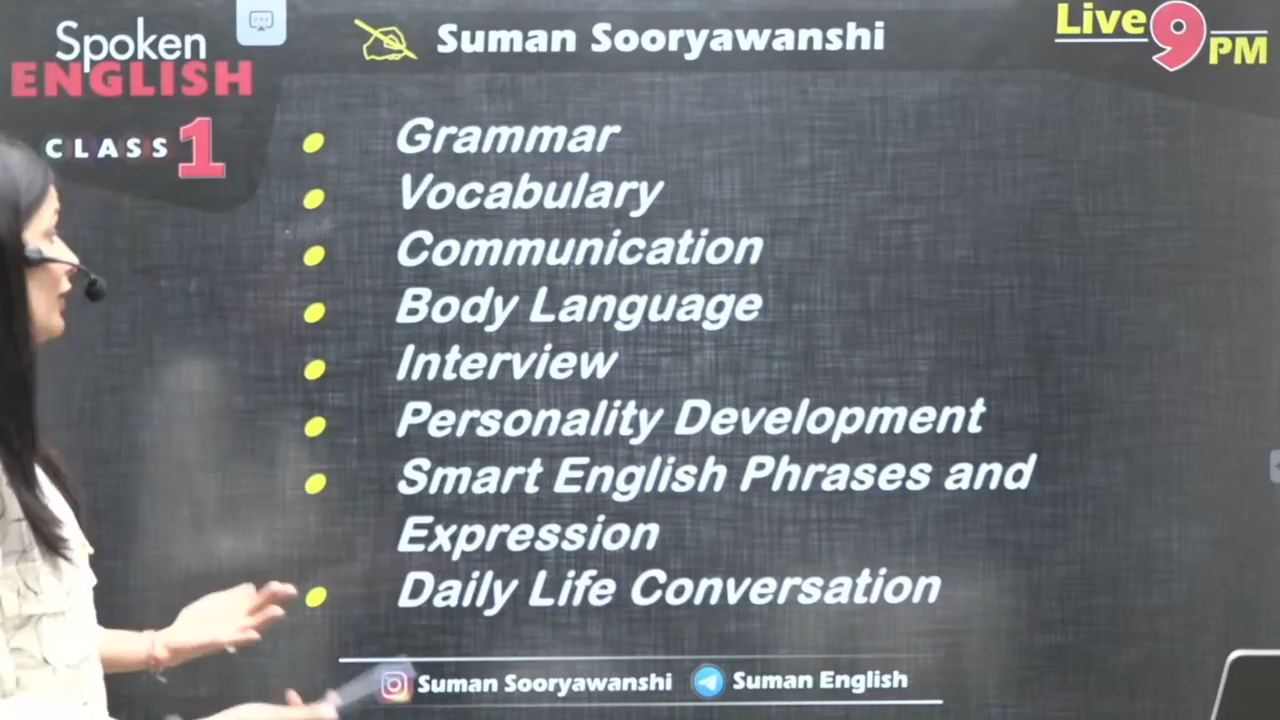 Spoken
ENGLISH
CLASS 1
Suman Sooryawanshi
Live 9 PM
Grammar
Vocabulary
Communication
Body Language
Interview
Personality Development
Smart English Phrases and
Expression
Daily Life Conversation
Suman Sooryawanshi
Suman English